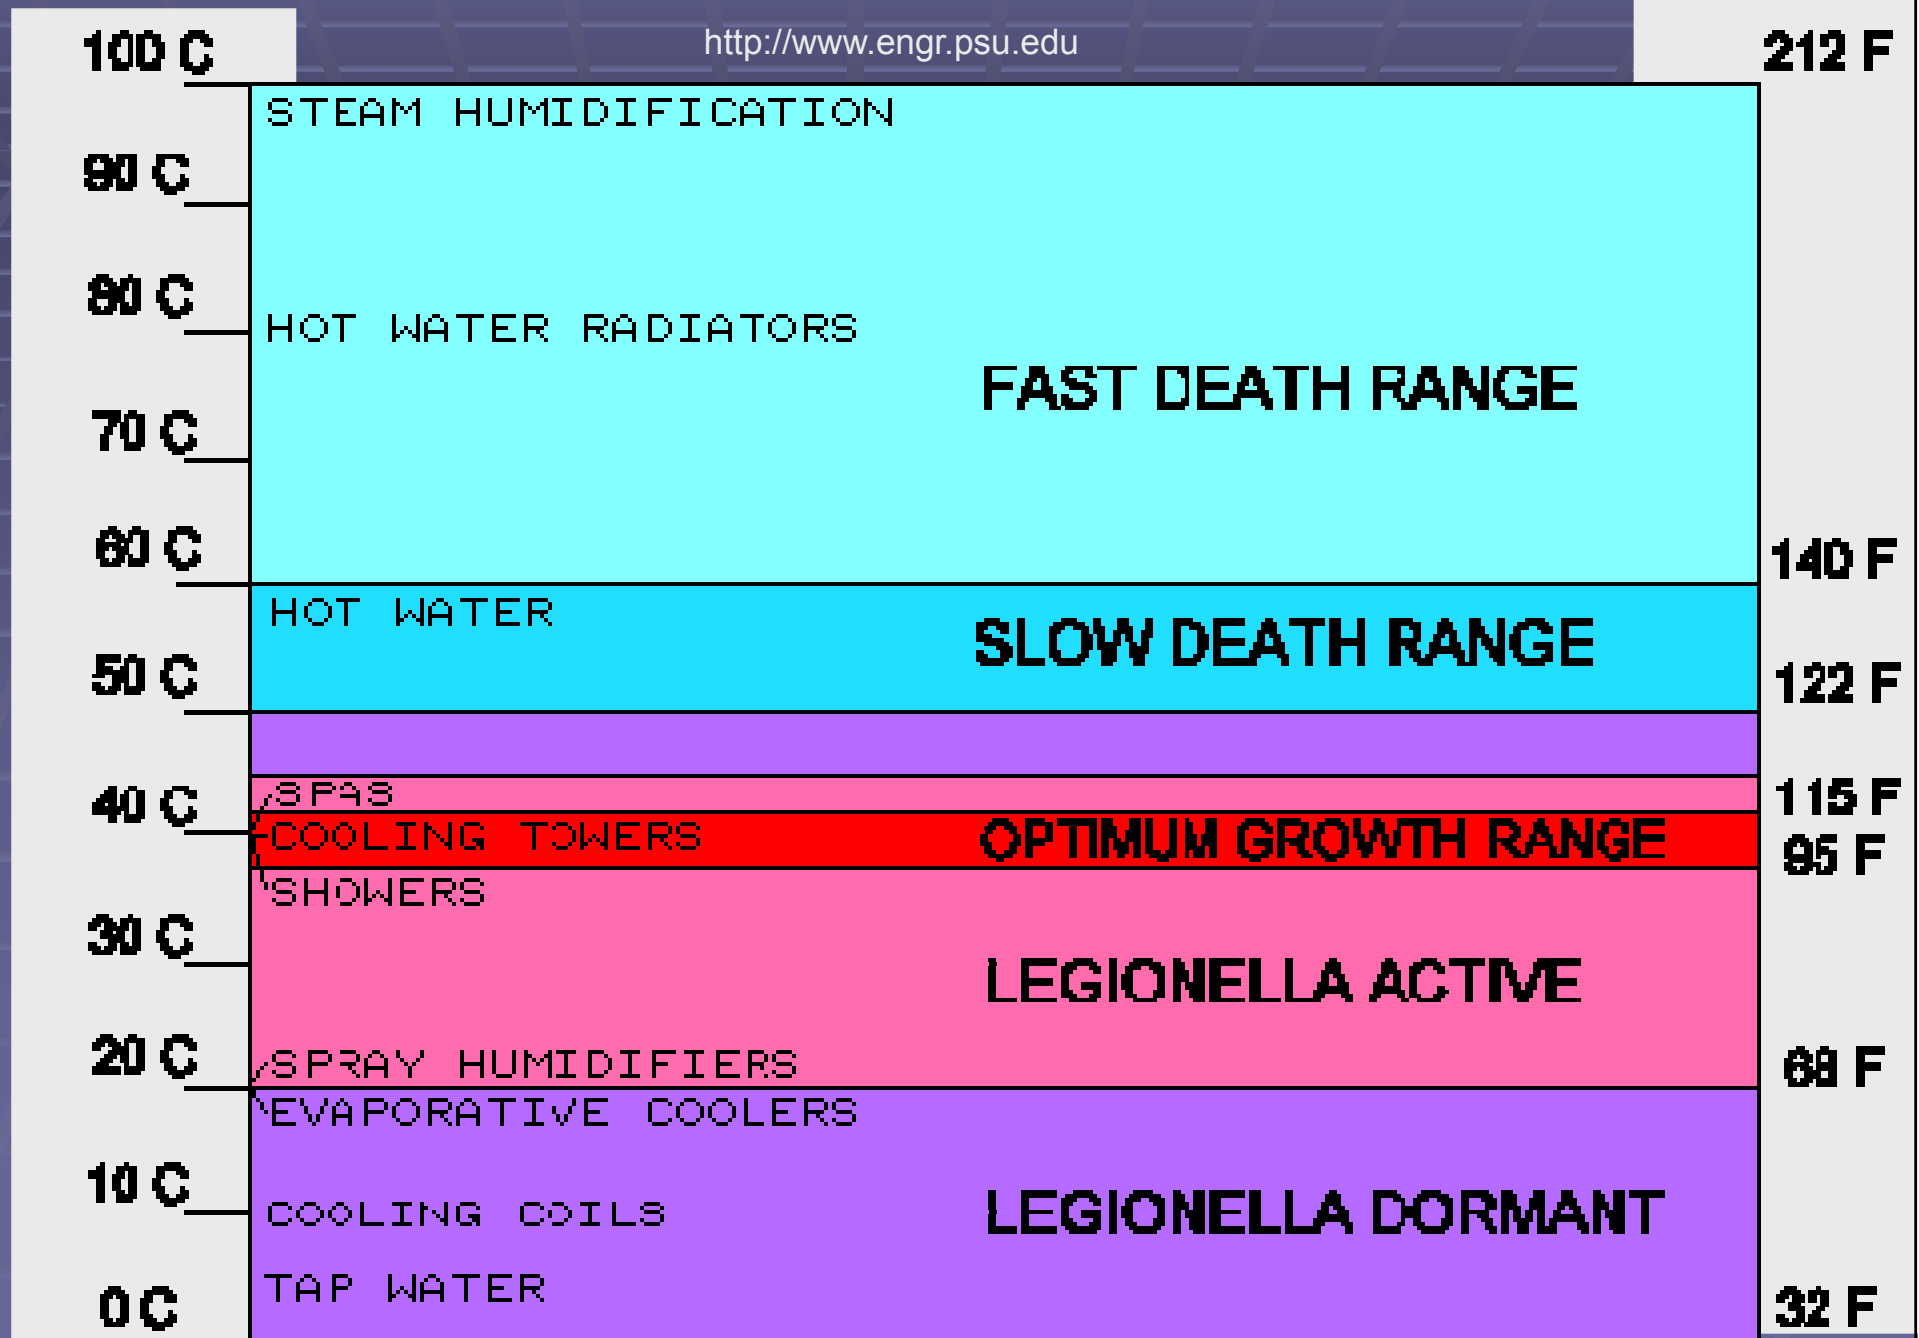 http://www.engr.psu.edu
100 C
212 F
STEAM HUMIDIFICATION
90 C
80 C
HOT WATER RADIATORS
FAST DEATH RANGE
70 C
60 C
140 F
HOT WATER
SLOW DEATH RANGE
50 C
122 F
SPAS
40 C
115 F
COOLING TOWERS
OPTIMUM GROWTH RANGE
95 F
SHOWERS
30 C
LEGIONELLA ACTIVE
20 C
SPRAY HUMIDIFIERS
68 F
EVAPORATIVE COOLERS
10 C
COOLING COILS
LEGIONELLA DORMANT
TAP WATER
0 C
32 F